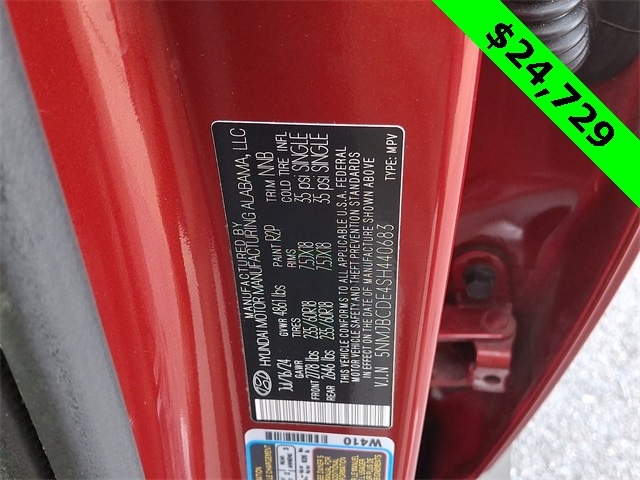 $24,729
MANUFACTURED BY
HYUNDAI MOTOR MANUFACTURING ALABAMA, LLC
11/16/24 GVWR 4861 lbs PAINT R2P TRIM NNB
GAWR TIRES RIMS COLD TIRE INFL
FRONT 2778 lbs 235/60R18 7.5JX18 35 psi SINGLE
REAR 2646 lbs 235/60R18 7.5JX18 35 psi SINGLE
THIS VEHICLE CONFORMS TO ALL APPLICABLE U.S.A. FEDERAL
MOTOR VEHICLE SAFETY AND THEFT PREVENTION STANDARDS
IN EFFECT ON THE DATE OF MANUFACTURE SHOWN ABOVE
V.I.N 5NMJBCDE4SH440683 TYPE: MPV
W410